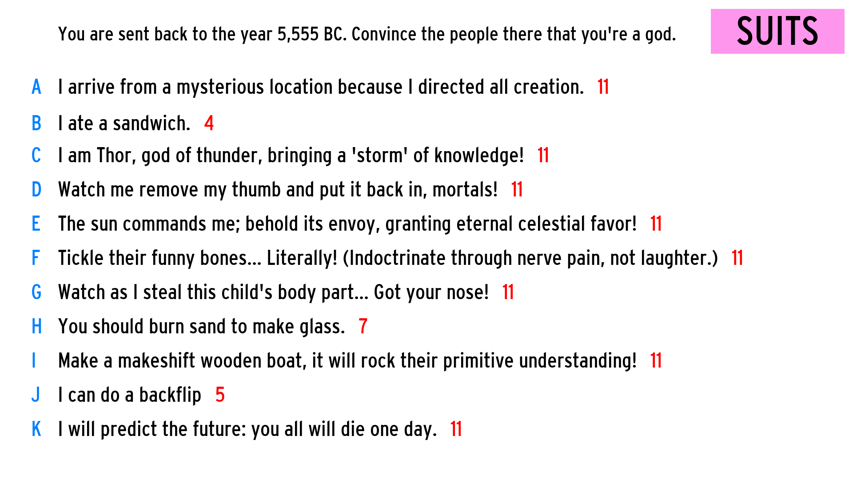 You are sent back to the year 5,555 BC. Convince the people there that you're a god.
SUITS
A I arrive from a mysterious location because I directed all creation. 11
B I ate a sandwich. 4
C I am Thor, god of thunder, bringing a 'storm' of knowledge! 11
D Watch me remove my thumb and put it back in, mortals! 11
E The sun commands me; behold its envoy, granting eternal celestial favor! 11
F Tickle their funny bones... Literally! (Indoctrinate through nerve pain, not laughter.) 11
G Watch as I steal this child's body part... Got your nose! 11
H You should burn sand to make glass. 7
I Make a makeshift wooden boat, it will rock their primitive understanding! 11
J I can do a backflip 5
K I will predict the future: you all will die one day. 11